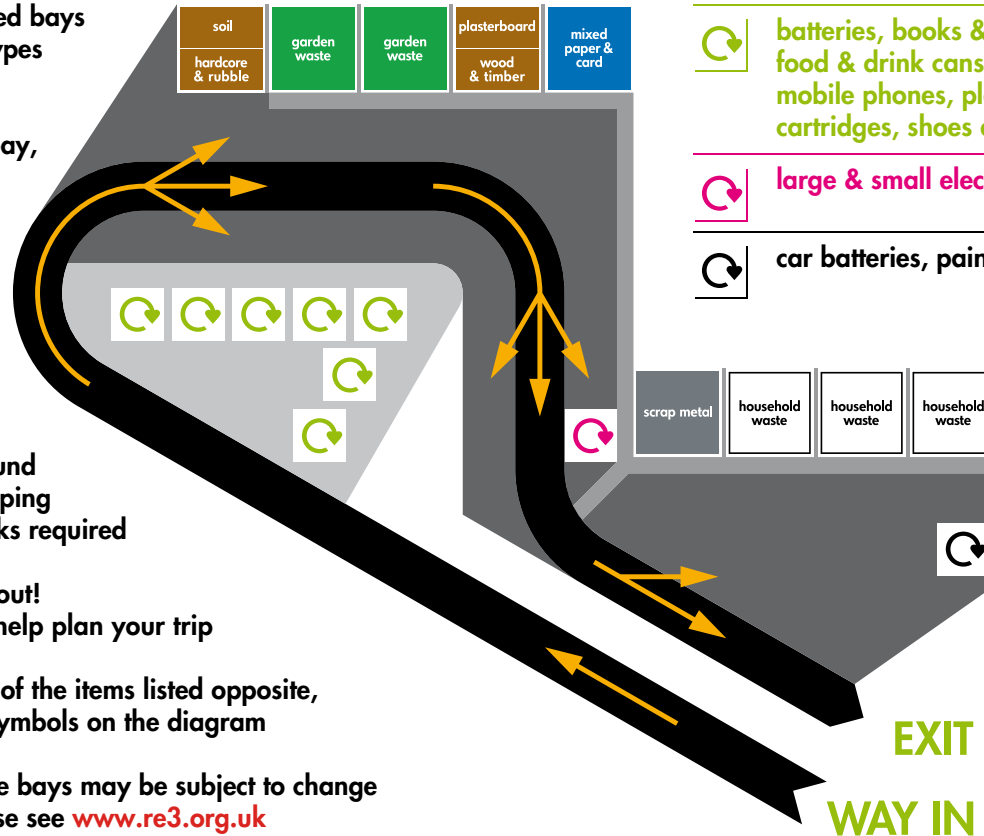 ed bays
ypes
ay,
soil
hardcore
& rubble
garden
waste
garden
waste
plasterboard
wood
& timber
mixed
paper &
card
batteries, books &
food & drink cans
mobile phones, pl
cartridges, shoes
large & small elec
car batteries, pain
scrap metal
household
waste
household
waste
household
waste
und
ping
ks required
out!
help plan your trip
of the items listed opposite,
ymbols on the diagram
e bays may be subject to change
se see www.re3.org.uk
EXIT
WAY IN